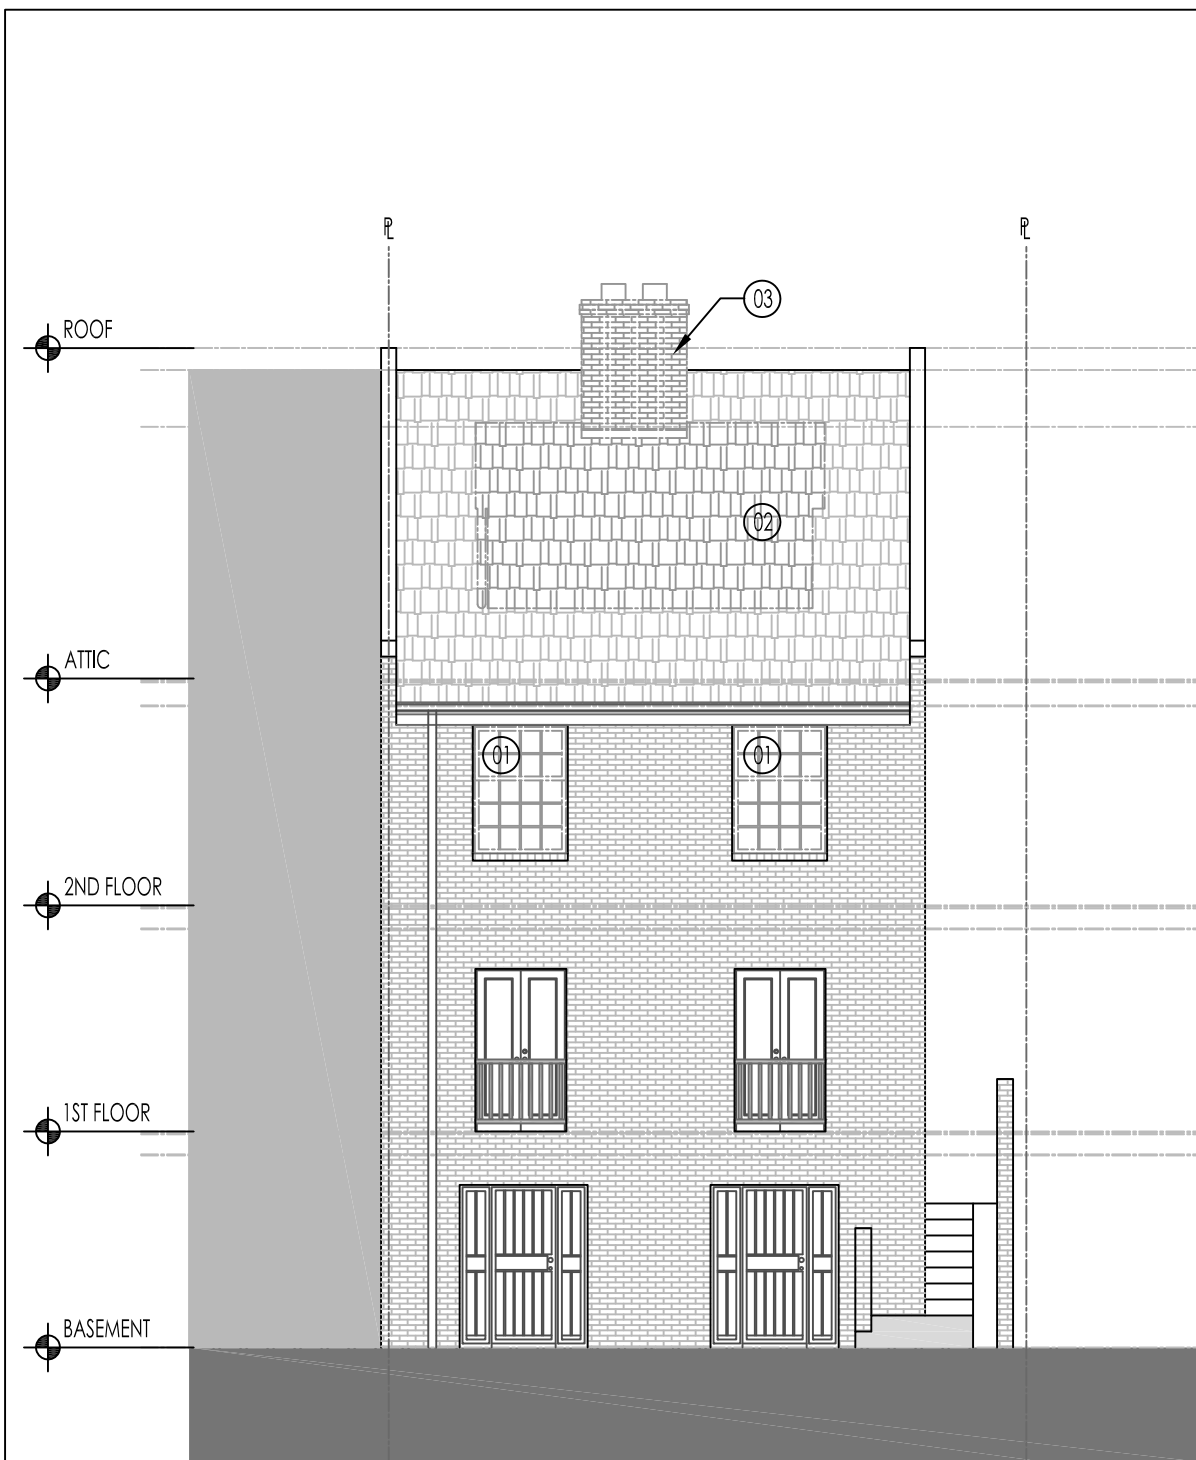 PL PL
03
ROOF
02
ATTIC
01 01
2ND FLOOR
1ST FLOOR
BASEMENT